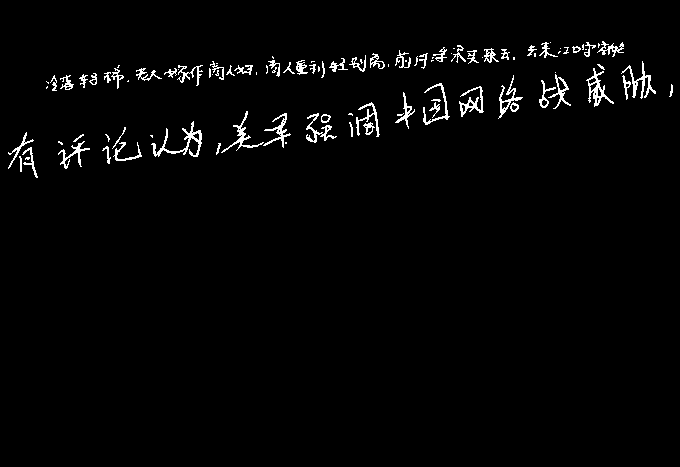 冷落车马稀,老大嫁作商人妇,商人重利轻别离,前月浮梁买茶去,去来江口守空船
有评论认为,美军强调中国网络战威胁,